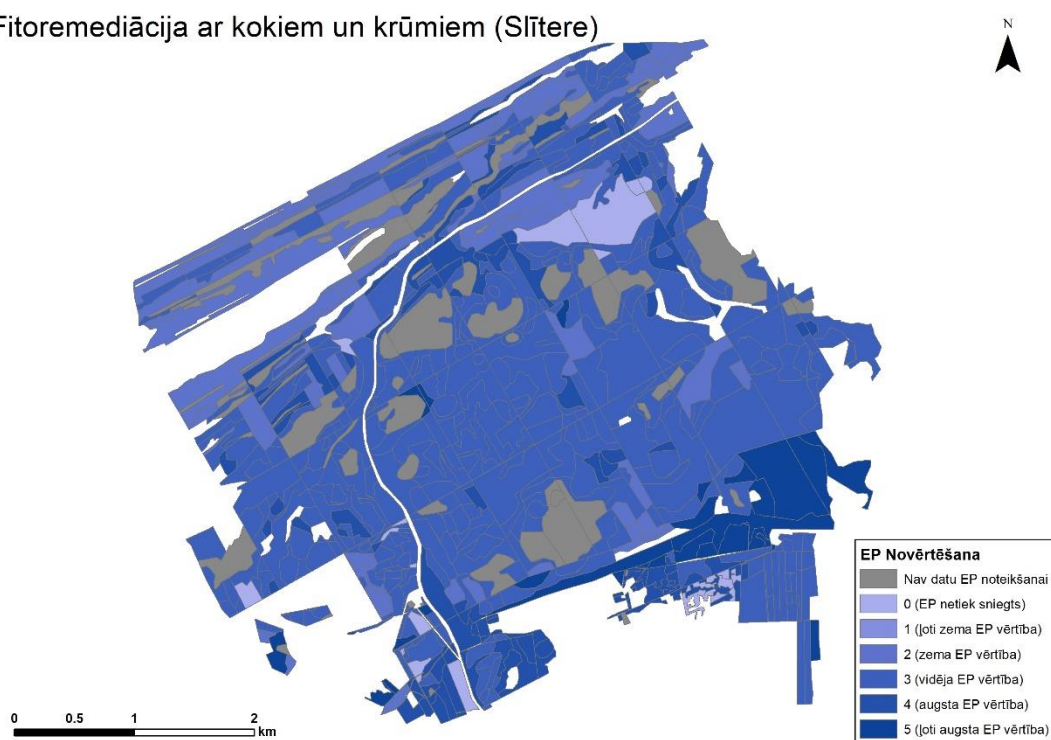 Fitoremediācija ar kokiem un krūmiem (Slītere)
N
EP Novērtēšana
Nav datu EP noteikšanai
0 (EP netiek sniegts)
1 (ļoti zema EP vērtība)
2 (zema EP vērtība)
3 (vidēja EP vērtība)
4 (augsta EP vērtība)
5 (ļoti augsta EP vērtība)
0 0.5 1 2
km